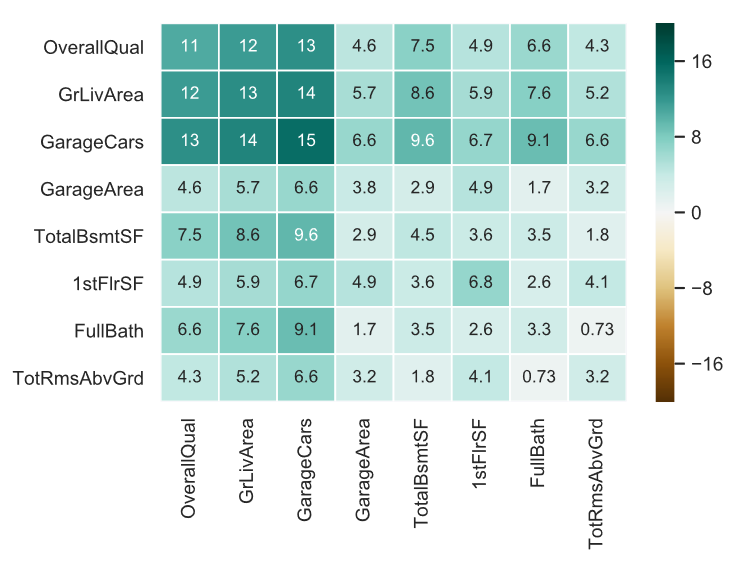 OverallQual 11 12 13 4.6 7.5 4.9 6.6 4.3
GrLivArea 12 13 14 5.7 8.6 5.9 7.6 5.2
GarageCars 13 14 15 6.6 9.6 6.7 9.1 6.6
GarageArea 4.6 5.7 6.6 3.8 2.9 4.9 1.7 3.2
TotalBsmtSF 7.5 8.6 9.6 2.9 4.5 3.6 3.5 1.8
1stFlrSF 4.9 5.9 6.7 4.9 3.6 6.8 2.6 4.1
FullBath 6.6 7.6 9.1 1.7 3.5 2.6 3.3 0.73
TotRmsAbvGrd 4.3 5.2 6.6 3.2 1.8 4.1 0.73 3.2
OverallQual
GrLivArea
GarageCars
GarageArea
TotalBsmtSF
1stFlrSF
FullBath
TotRmsAbvGrd
16
8
0
−8
−16